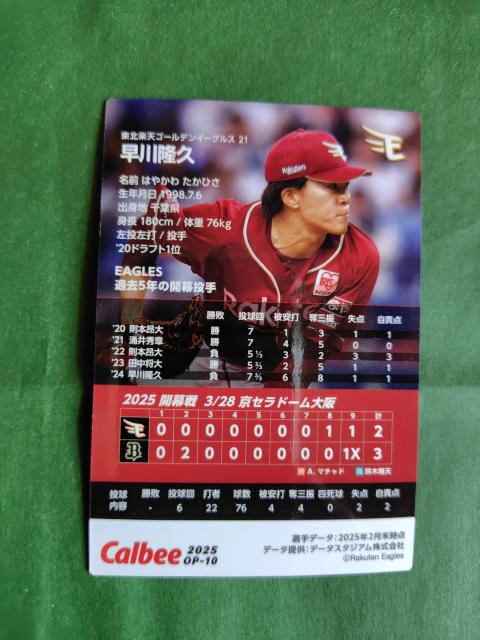 東北楽天ゴールデンイーグルス 21
早川隆久
名前 はやかわ たかひさ
生年月日 1998.7.6
出身地 千葉県
身長 180cm / 体重 76kg
左投左打 / 投手
'20ドラフト1位
EAGLES
過去5年の開幕投手
勝敗 投球回 被安打 奪三振 失点 自責点
'20 則本昂大 勝 7 1 3 1 1
'21 涌井秀章 勝 7 4 5 0 0
'22 則本昂大 負 5 ⅓ 3 2 3 3
'23 田中将大 勝 5 ⅔ 5 1 1
'24 早川隆久 負 7 ⅔ 6 8 1 1
2025 開幕戦 3/28 京セラドーム大阪
1 2 3 4 5 6 7 8 9 計
E 0 0 0 0 0 0 0 1 1 2
B 0 2 0 0 0 0 0 0 1X 3
勝 A. マチャド 負 鈴木翔天
投球内容 勝敗 投球回 打者 球数 被安打 奪三振 四死球 失点 自責点
- 6 22 76 4 4 0 2 2
選手データ:2025年2月末時点
データ提供:データスタジアム株式会社
©Rakuten Eagles
Calbee 2025
OP-10
Rakuten